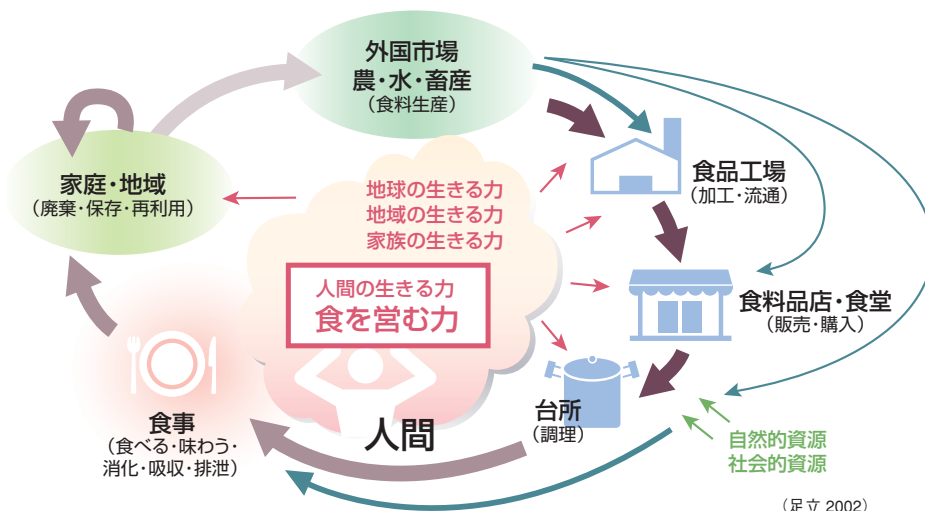 外国市場
農・水・畜産
（食料生産）
家庭・地域
（廃棄・保存・再利用）
地球の生きる力
地域の生きる力
家族の生きる力
人間の生きる力
食を営む力
食品工場
（加工・流通）
食料品店・食堂
（販売・購入）
台所
（調理）
人間
食事
（食べる・味わう・
消化・吸収・排泄）
自然的資源
社会的資源
（足立 2002）